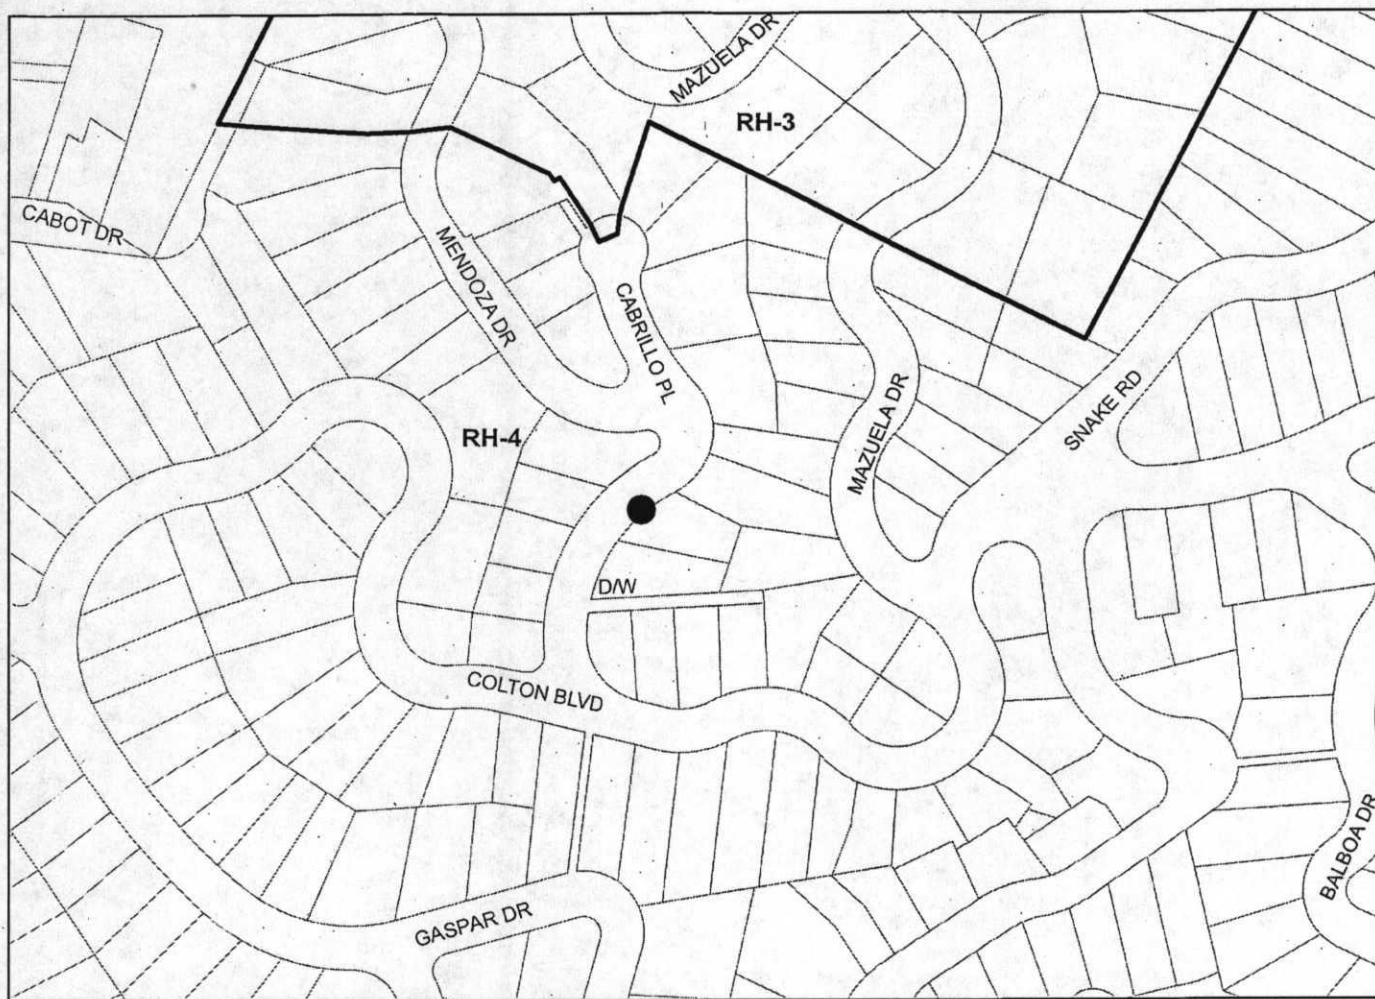 MAZUELA DR
RH-3
CABOT DR
MENDOZA DR
CABRILLO PL
SNAKE RD
MAZUELA DR
RH-4
D/W
COLTON BLVD
BALBOA DR
GASPAR DR